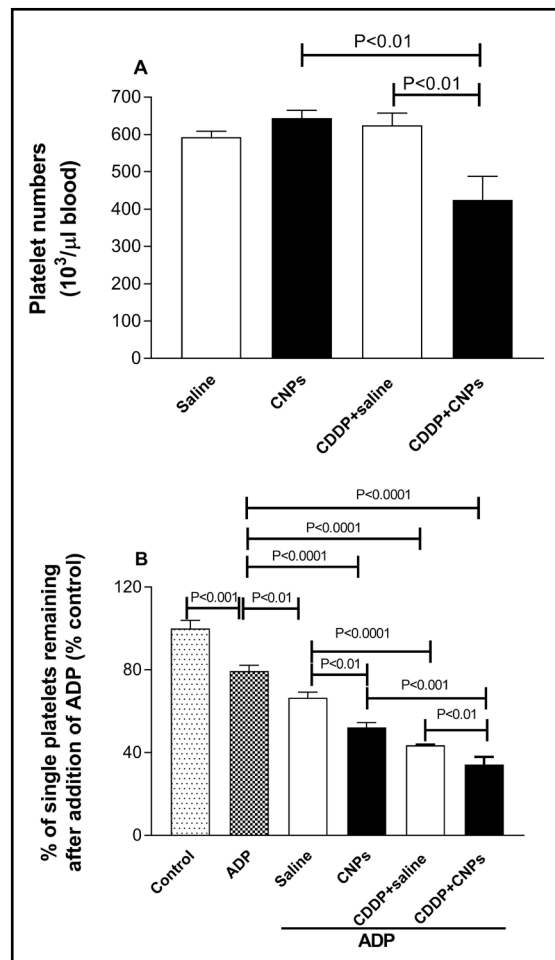 P<0.01
A
P<0.01
700
600
500
400
300
200
100
0
Platelet numbers
(10³/µl blood)
Saline
CNPs
CDDP+saline
CDDP+CNPs
P<0.0001
P<0.0001
B
P<0.0001
120
P<0.001
P<0.01
P<0.0001
80
P<0.01
P<0.001
P<0.01
40
0
% of single platelets remaining
after addition of ADP (% control)
Control
ADP
Saline
CNPs
CDDP+saline
CDDP+CNPs
ADP